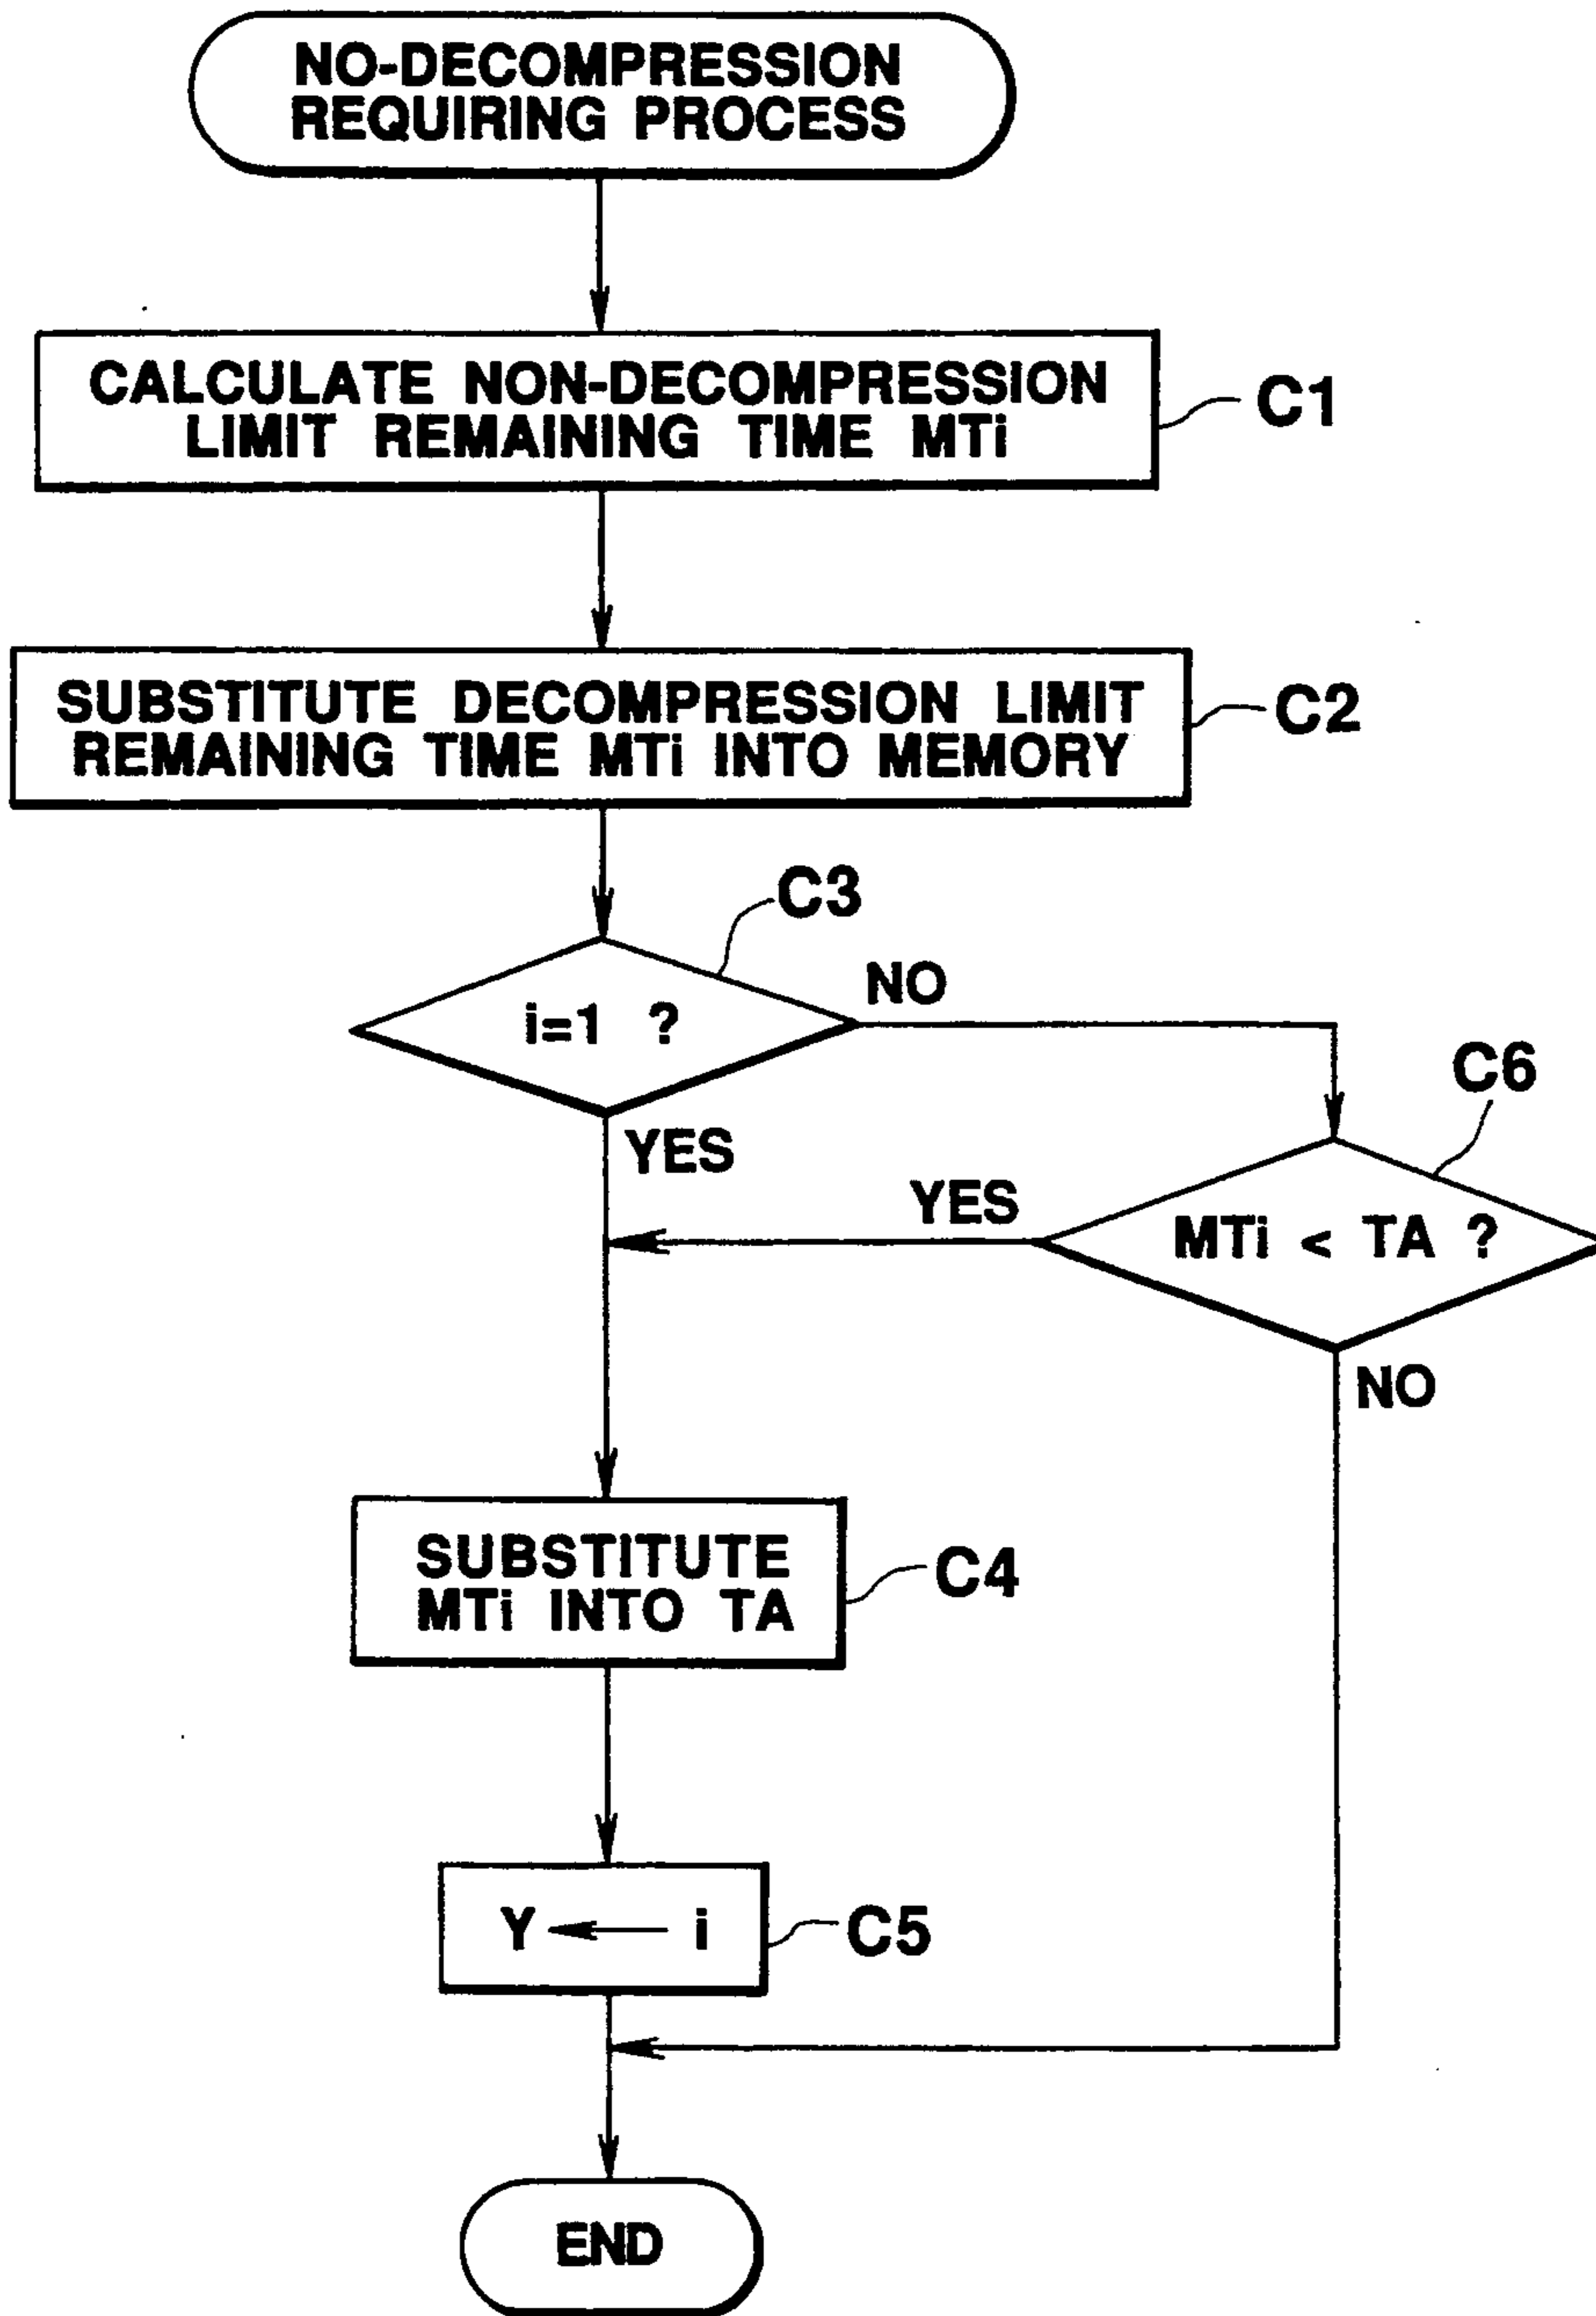 NO-DECOMPRESSION
REQUIRING PROCESS
CALCULATE NON-DECOMPRESSION
LIMIT REMAINING TIME MTi
C1
SUBSTITUTE DECOMPRESSION LIMIT
REMAINING TIME MTi INTO MEMORY
C2
C3
i=1 ?
NO
C6
YES
YES
MTi < TA ?
NO
SUBSTITUTE
MTi INTO TA
C4
Y ← i
C5
END